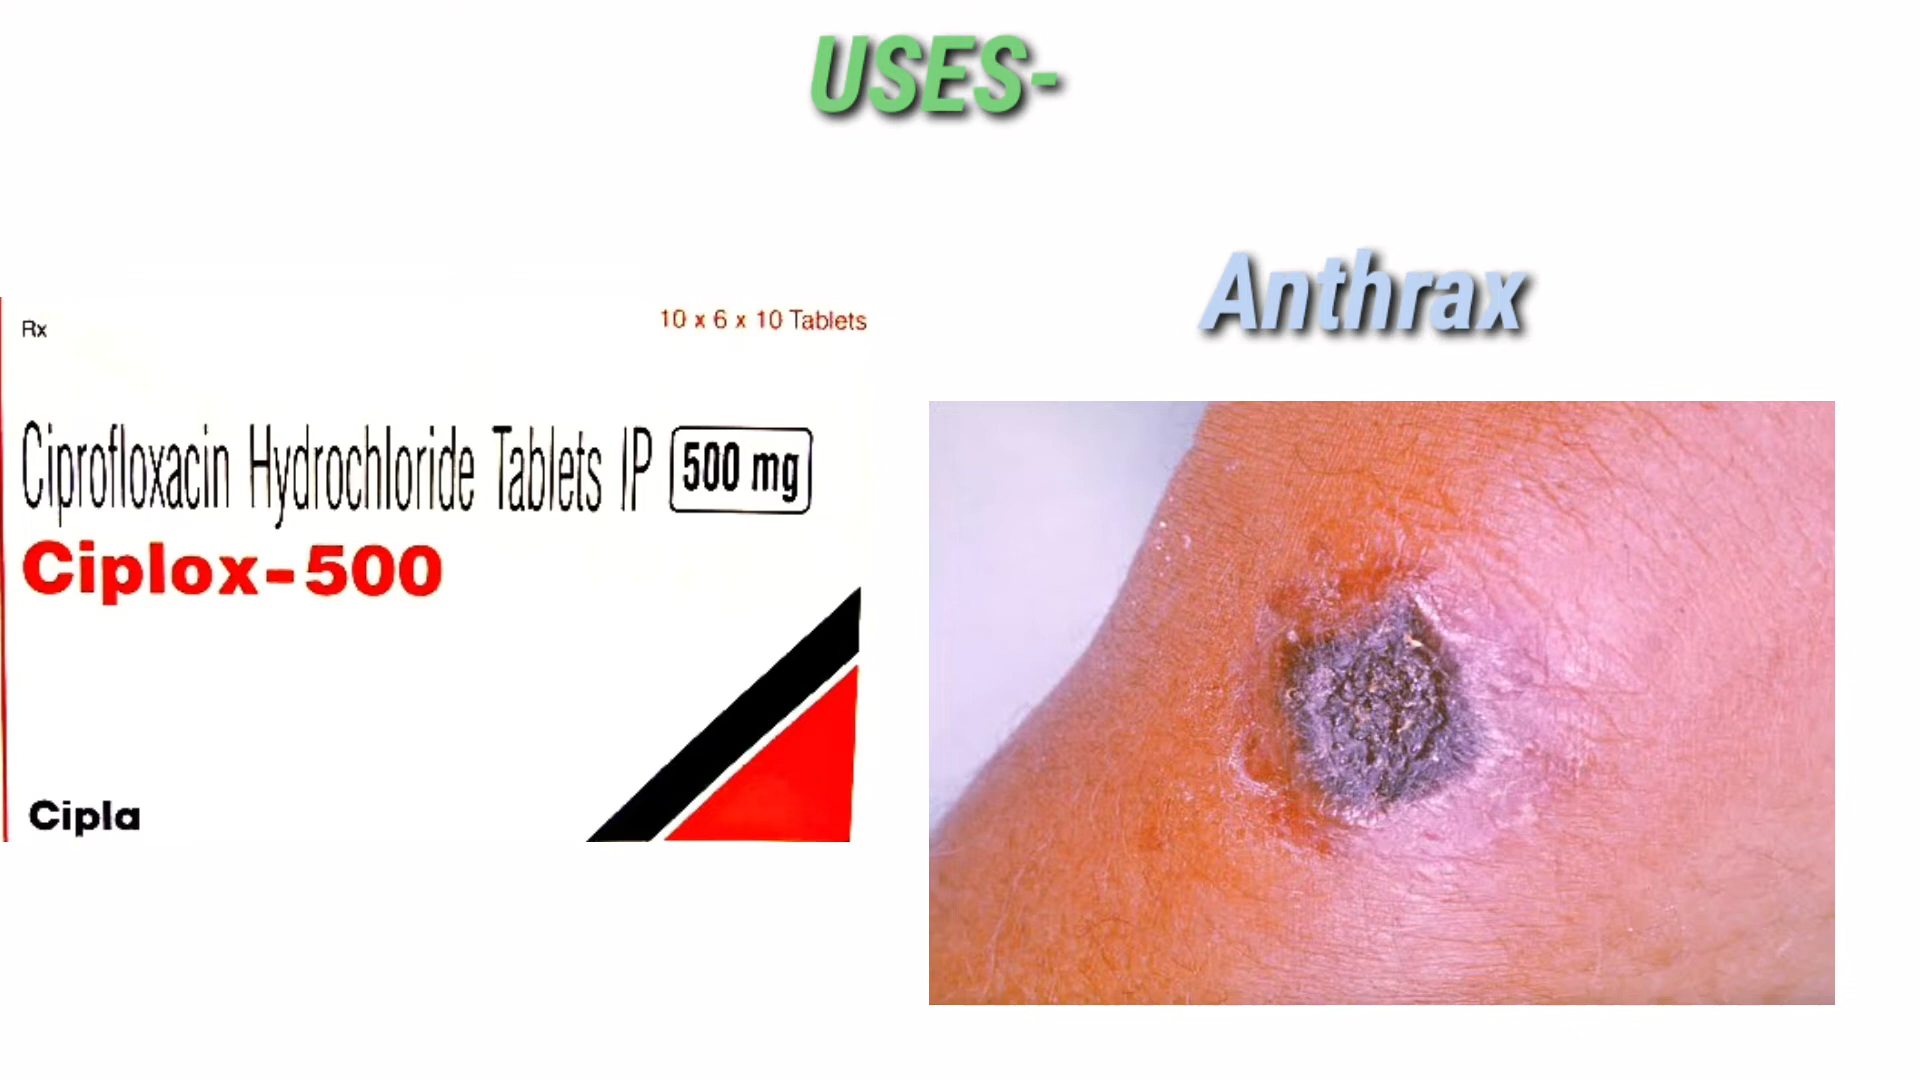 USES-
Anthrax
Rx
10 x 6 x 10 Tablets
Ciprofloxacin Hydrochloride Tablets IP 500 mg
Ciplox-500
Cipla